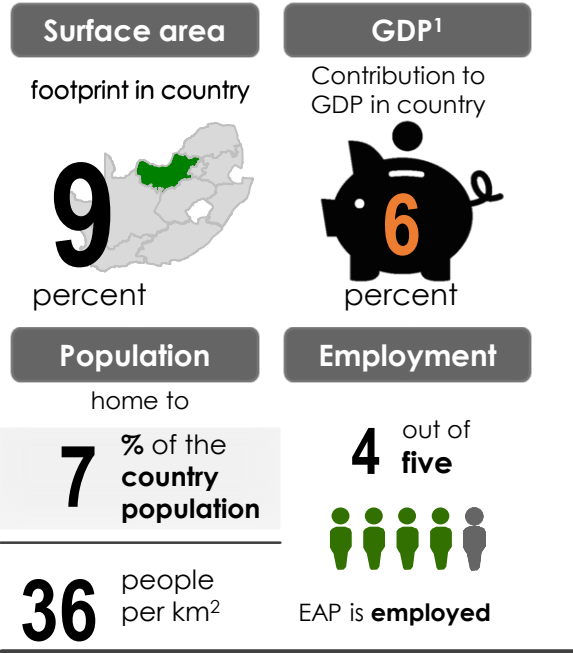 Surface area
footprint in country
9
percent
GDP¹
Contribution to
GDP in country
6
percent
Population
home to
7
% of the
country
population
36
people
per km²
Employment
4
out of
five
EAP is employed